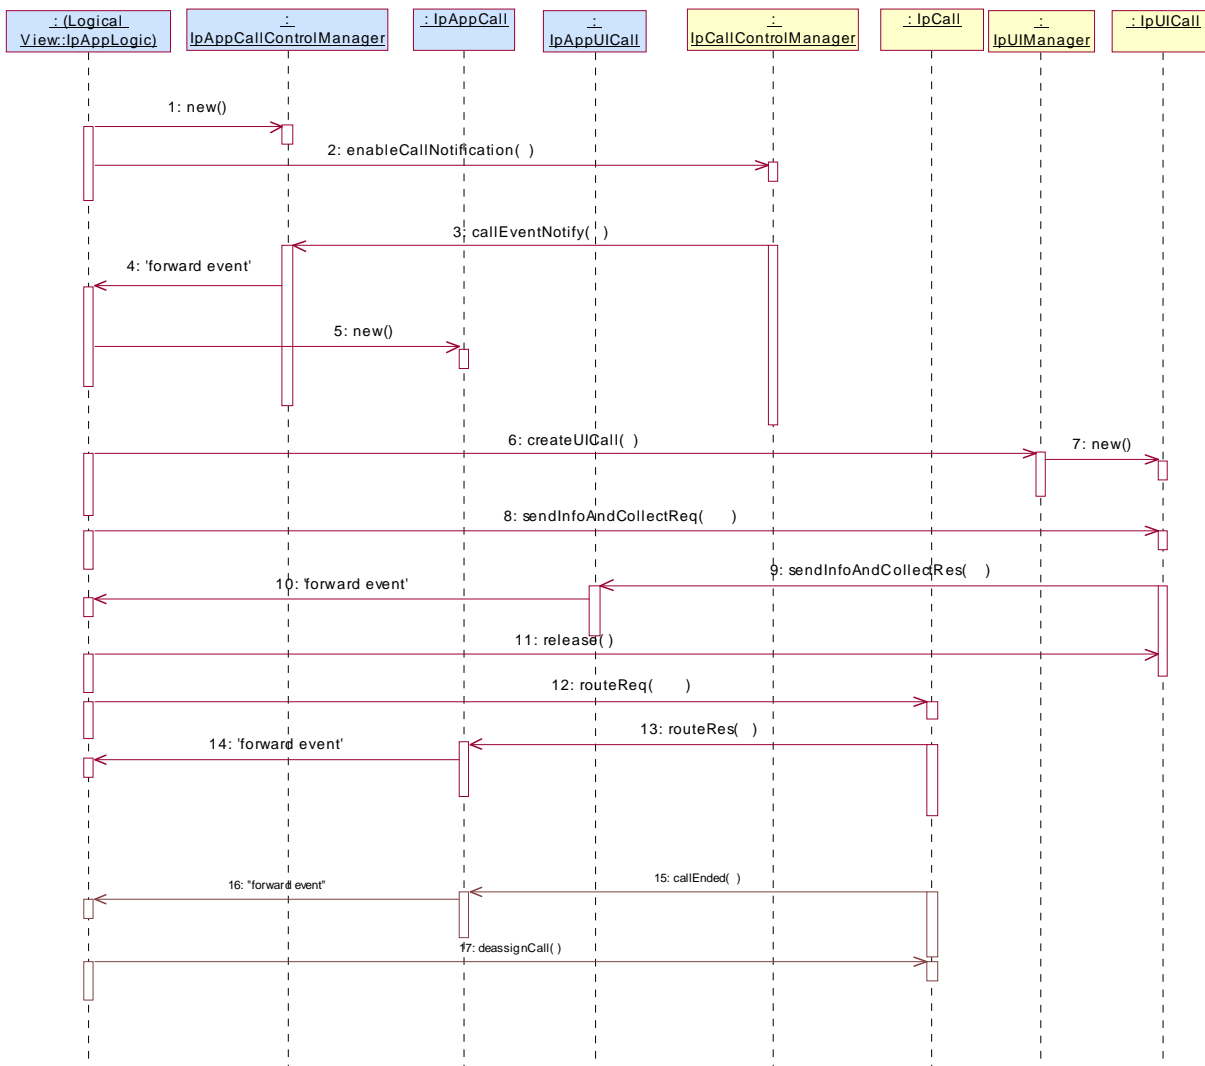 : (Logical
View::IpAppLogic)
:
IpAppCallControlManager
: IpAppCall
:
IpAppUICall
:
IpCallControlManager
: IpCall
:
IpUIManager
: IpUICall
1: new()
2: enableCallNotification( )
3: callEventNotify( )
4: 'forward event'
5: new()
6: createUICall( )
7: new()
8: sendInfoAndCollectReq( )
9: sendInfoAndCollectRes( )
10: 'forward event'
11: release( )
12: routeReq( )
13: routeRes( )
14: 'forward event'
15: callEnded( )
16: "forward event"
17: deassignCall( )